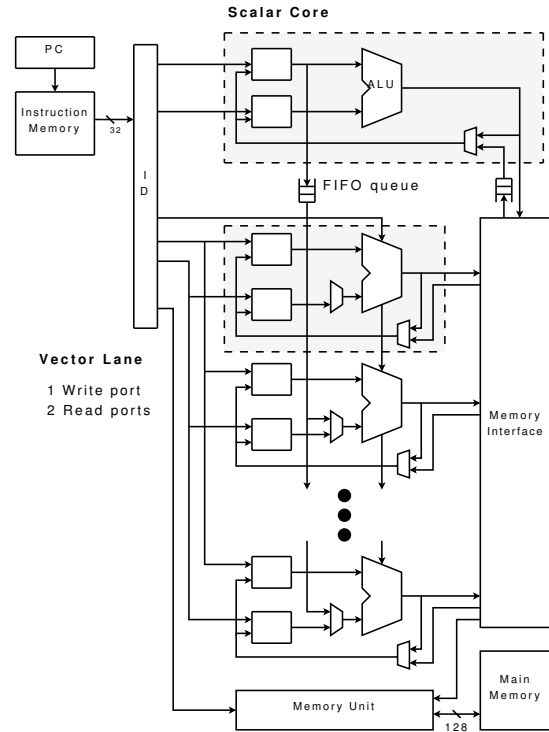 Scalar Core
PC
Instruction
Memory
32
I
D
ALU
FIFO queue
Vector Lane
1 Write port
2 Read ports
Memory
Interface
Memory Unit
Main
Memory
128